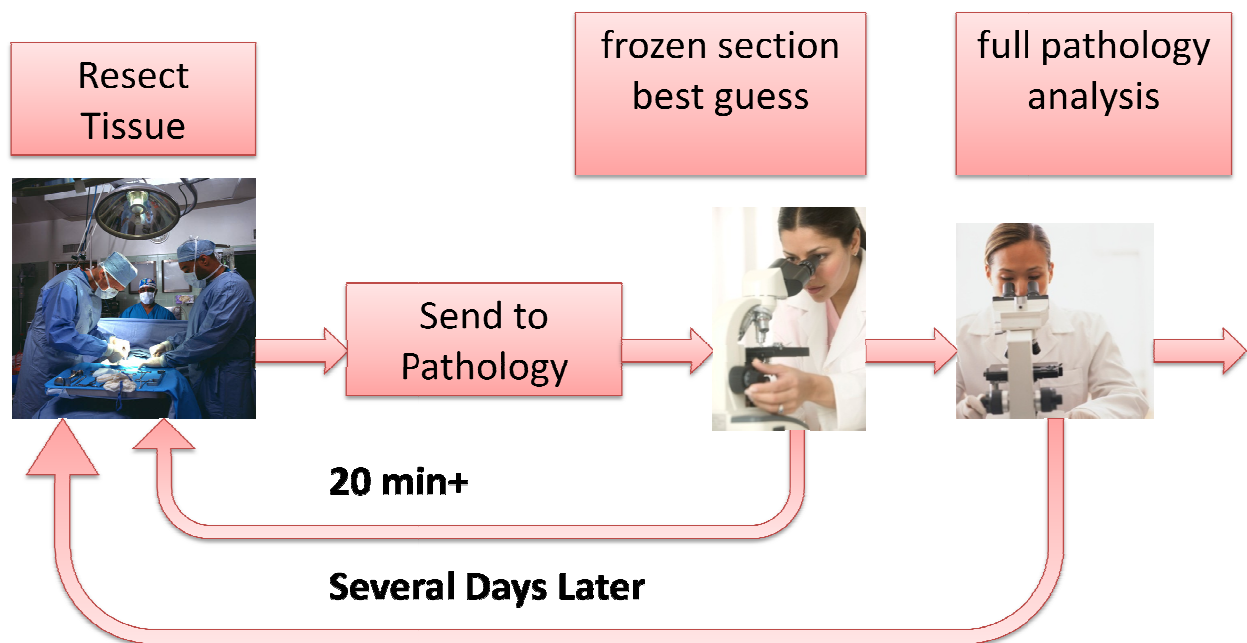 Resect
Tissue
frozen section
best guess
full pathology
analysis
Send to
Pathology
20 min+
Several Days Later